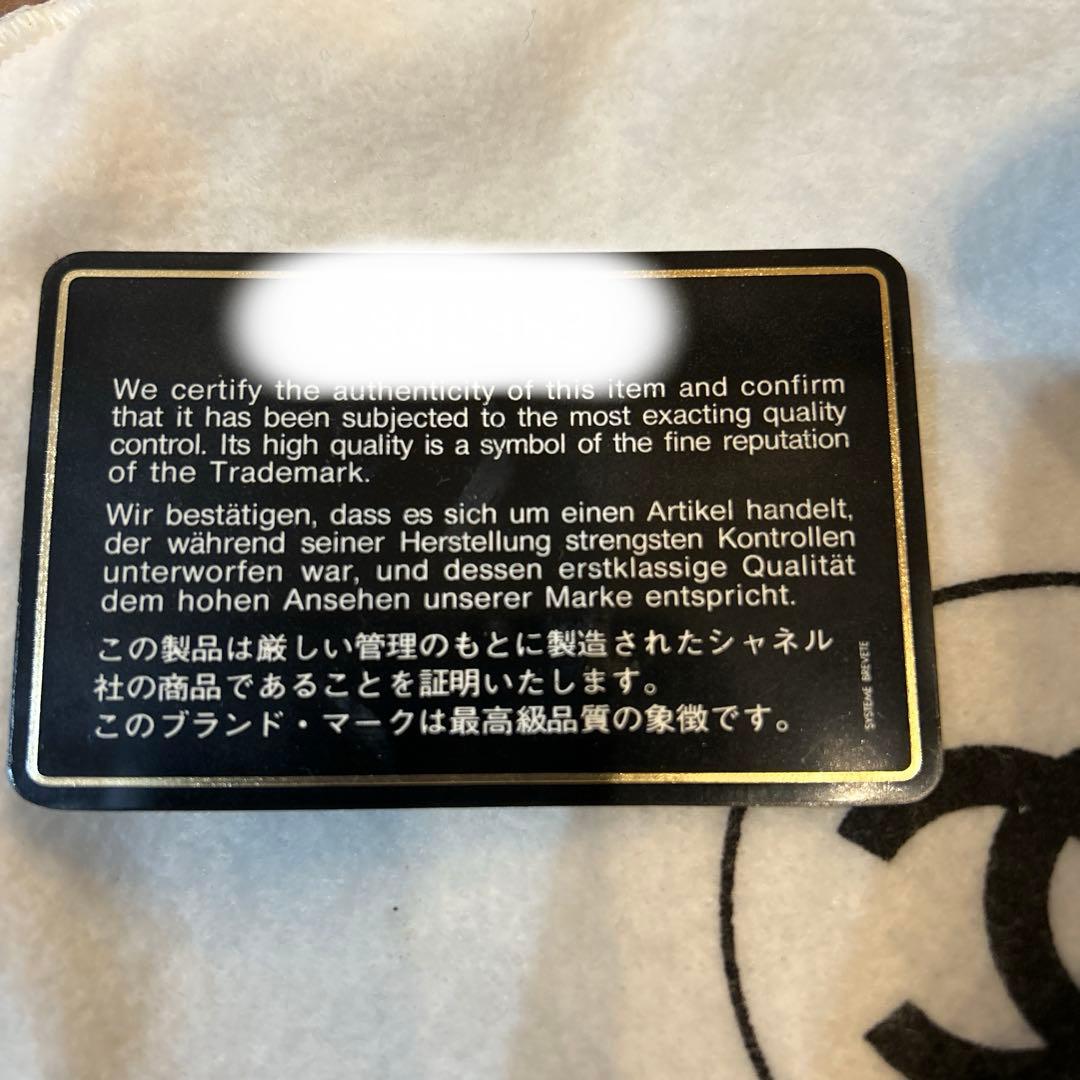 We certify the authenticity of this item and confirm
that it has been subjected to the most exacting quality
control. Its high quality is a symbol of the fine reputation
of the Trademark.
Wir bestätigen, dass es sich um einen Artikel handelt,
der während seiner Herstellung strengsten Kontrollen
unterworfen war, und dessen erstklassige Qualität
dem hohen Ansehen unserer Marke entspricht.
この製品は厳しい管理のもとに製造されたシャネル
社の商品であることを証明いたします。
このブランド・マークは最高級品質の象徴です。
SYSTEME BREVETE